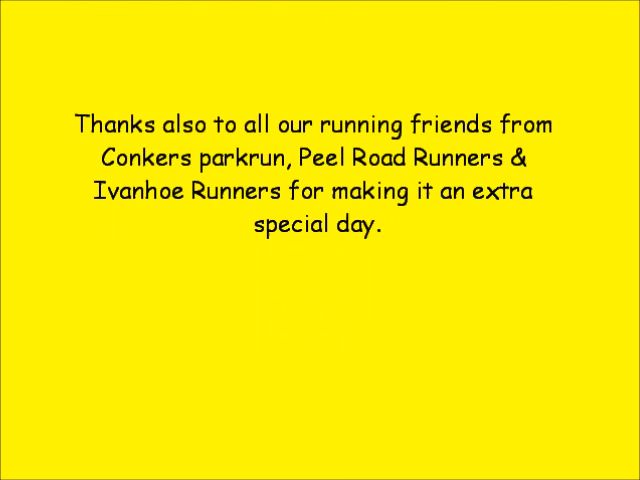 Thanks also to all our running friends from
Conkers parkrun, Peel Road Runners &
Ivanhoe Runners for making it an extra
special day.